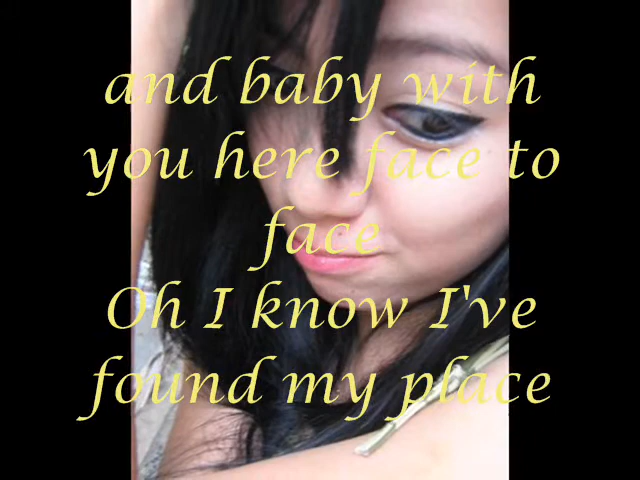 and baby with
you here face to
face
Oh I know I've
found my place